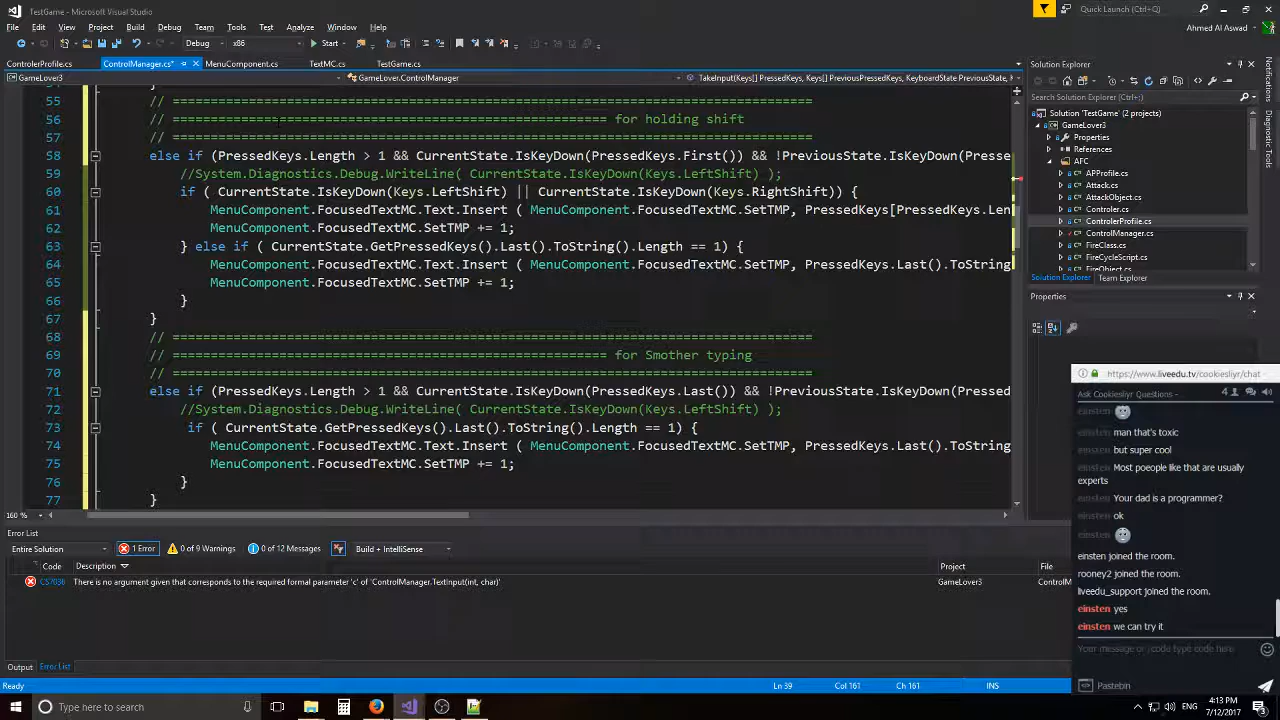 TestGame - Microsoft Visual Studio
Quick Launch (Ctrl+Q)
File Edit View Project Build Debug Team Tools Test Analyze Window Help
Ahmed Al Aswad
Debug x86 Start
ControlerProfile.cs ControlManager.cs* MenuComponent.cs TextMC.cs TestGame.cs
GameLover3 GameLover.ControlManager TakeInput(Keys[] PressedKeys, Keys[] PreviousPressedKeys, KeyboardState PreviousState,
55 // ===================================================================================
56 // ======================================================== for holding shift
57 // ===================================================================================
58 else if (PressedKeys.Length > 1 && CurrentState.IsKeyDown(PressedKeys.First()) && !PreviousState.IsKeyDown(Presse
59 //System.Diagnostics.Debug.WriteLine( CurrentState.IsKeyDown(Keys.LeftShift) );
60 if ( CurrentState.IsKeyDown(Keys.LeftShift) || CurrentState.IsKeyDown(Keys.RightShift)) {
61 MenuComponent.FocusedTextMC.Text.Insert ( MenuComponent.FocusedTextMC.SetTMP, PressedKeys[PressedKeys.Len
62 MenuComponent.FocusedTextMC.SetTMP += 1;
63 } else if ( CurrentState.GetPressedKeys().Last().ToString().Length == 1) {
64 MenuComponent.FocusedTextMC.Text.Insert ( MenuComponent.FocusedTextMC.SetTMP, PressedKeys.Last().ToString
65 MenuComponent.FocusedTextMC.SetTMP += 1;
66 }
67 }
68 // ===================================================================================
69 // ======================================================== for Smother typing
70 // ===================================================================================
71 else if (PressedKeys.Length > 1 && CurrentState.IsKeyDown(PressedKeys.Last()) && !PreviousState.IsKeyDown(Pressed
72 //System.Diagnostics.Debug.WriteLine( CurrentState.IsKeyDown(Keys.LeftShift) );
73 if ( CurrentState.GetPressedKeys().Last().ToString().Length == 1) {
74 MenuComponent.FocusedTextMC.Text.Insert ( MenuComponent.FocusedTextMC.SetTMP, PressedKeys.Last().ToString
75 MenuComponent.FocusedTextMC.SetTMP += 1;
76 }
77 }
160 %
Solution Explorer
Search Solution Explorer (Ctrl+;)
Solution 'TestGame' (2 projects)
GameLover3
Properties
References
AFC
APProfile.cs
Attack.cs
AttackObject.cs
Controler.cs
ControlerProfile.cs
ControlManager.cs
FireClass.cs
FireCycleScript.cs
FireObject.cs
Solution Explorer Team Explorer
Properties
Notifications
Diagnostic Tools
https://www.liveedu.tv/cookiesliyr/chat
Ask Cookiesliyr Questions - 4
einsten
einsten man that's toxic
einsten but super cool
einsten Most poeople like that are usually
experts
einsten Your dad is a programmer?
einsten ok
einsten
einsten joined the room.
rooney2 joined the room.
liveedu_support joined the room.
einsten yes
einsten we can try it
Your message or /code type code here
Pastebin
Error List
Entire Solution 1 Error 0 of 9 Warnings 0 of 12 Messages Build + IntelliSense
Code Description Project File
CS7036 There is no argument given that corresponds to the required formal parameter 'c' of 'ControlManager.TextInput(int, char)' GameLover3 ControlM
Output Error List
Ready Ln 39 Col 161 Ch 161 INS
Type here to search
ENG
4:13 PM
7/12/2017